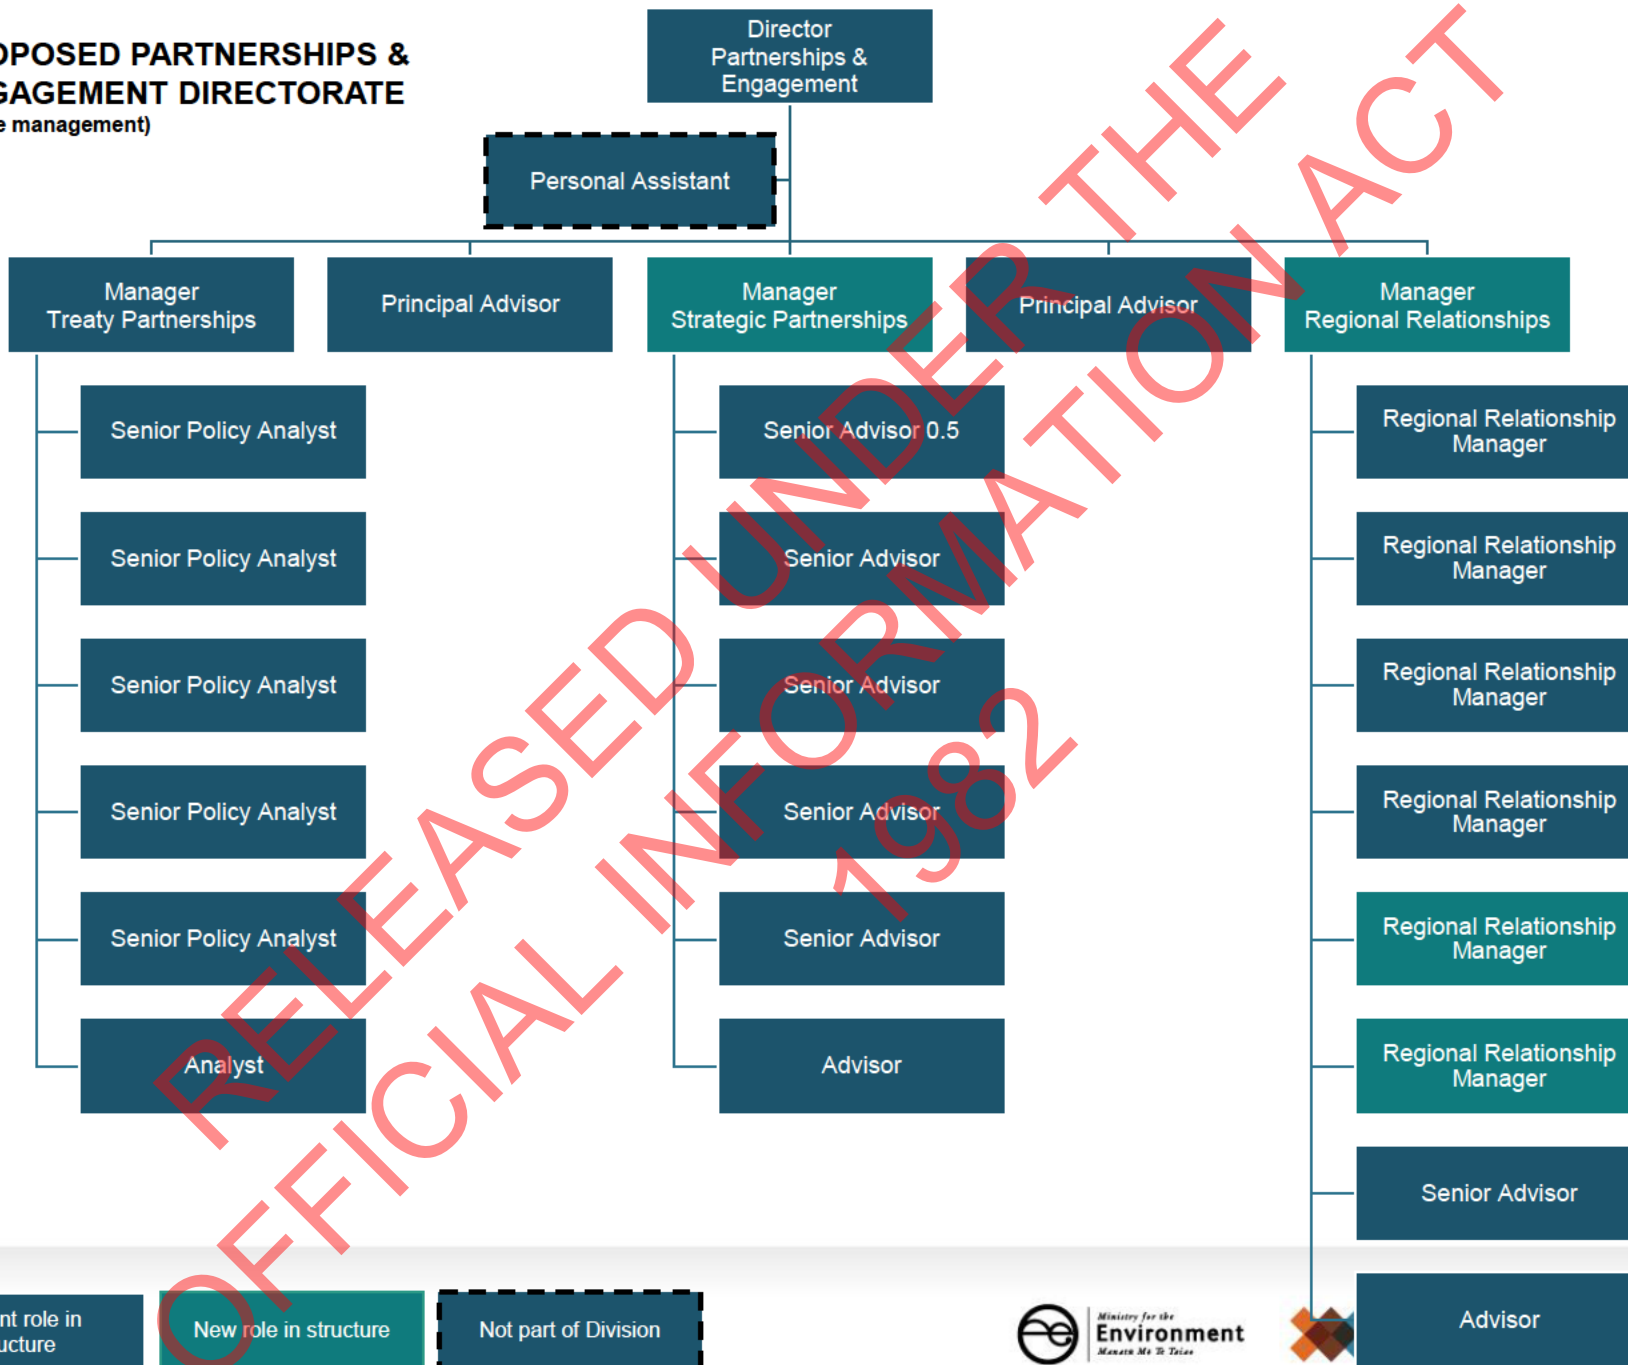 OPOSED PARTNERSHIPS &
GAGEMENT DIRECTORATE
e management)
Director
Partnerships &
Engagement
Personal Assistant
Manager
Treaty Partnerships
Principal Advisor
Manager
Strategic Partnerships
Principal Advisor
Manager
Regional Relationships
Senior Policy Analyst
Senior Policy Analyst
Senior Policy Analyst
Senior Policy Analyst
Senior Policy Analyst
Analyst
Senior Advisor 0.5
Senior Advisor
Senior Advisor
Senior Advisor
Senior Advisor
Advisor
Regional Relationship
Manager
Regional Relationship
Manager
Regional Relationship
Manager
Regional Relationship
Manager
Regional Relationship
Manager
Regional Relationship
Manager
Senior Advisor
Advisor
RELEASED UNDER THE
OFFICIAL INFORMATION ACT
1982
nt role in
ucture
New role in structure
Not part of Division
Ministry for the
Environment
Manatū Mō Te Taiao